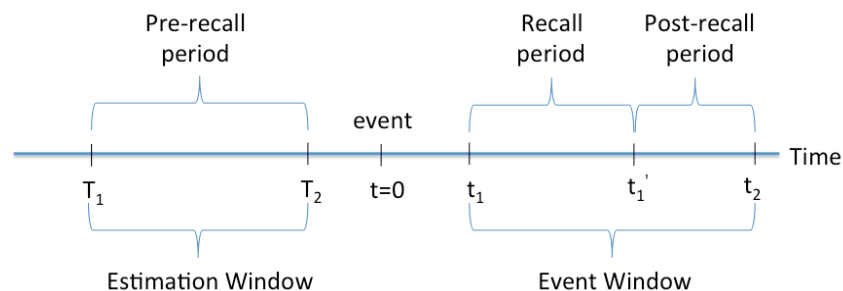 Pre-recall
period
Recall
period
Post-recall
period
event
Time
T₁
T₂
t=0
t₁
t₁'
t₂
Estimation Window
Event Window